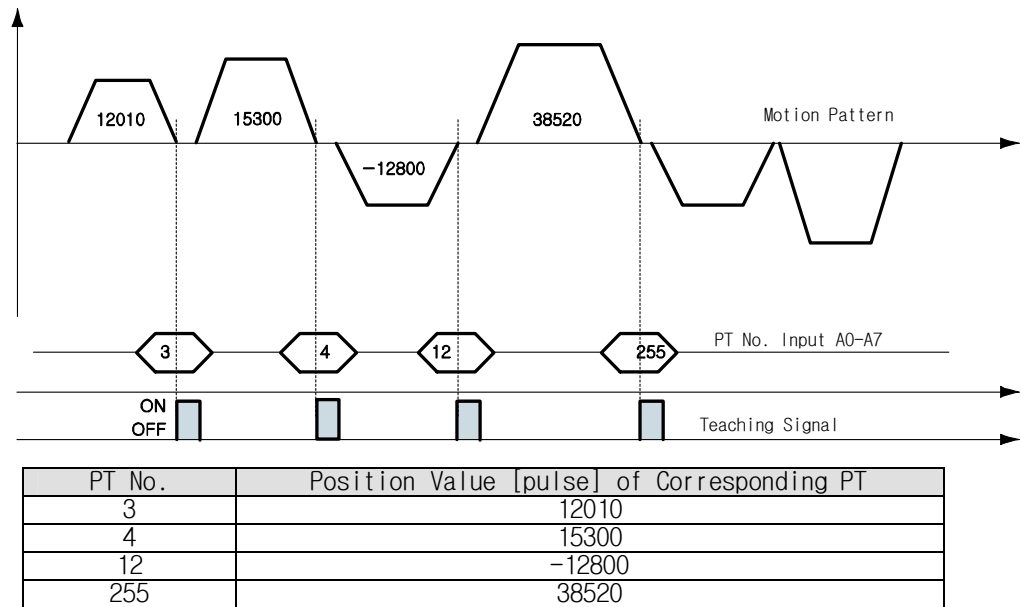 12010
15300
-12800
38520
Motion Pattern
3
4
12
255
PT No. Input A0-A7
ON
OFF
Teaching Signal
PT No. Position Value [pulse] of Corresponding PT
3 12010
4 15300
12 -12800
255 38520